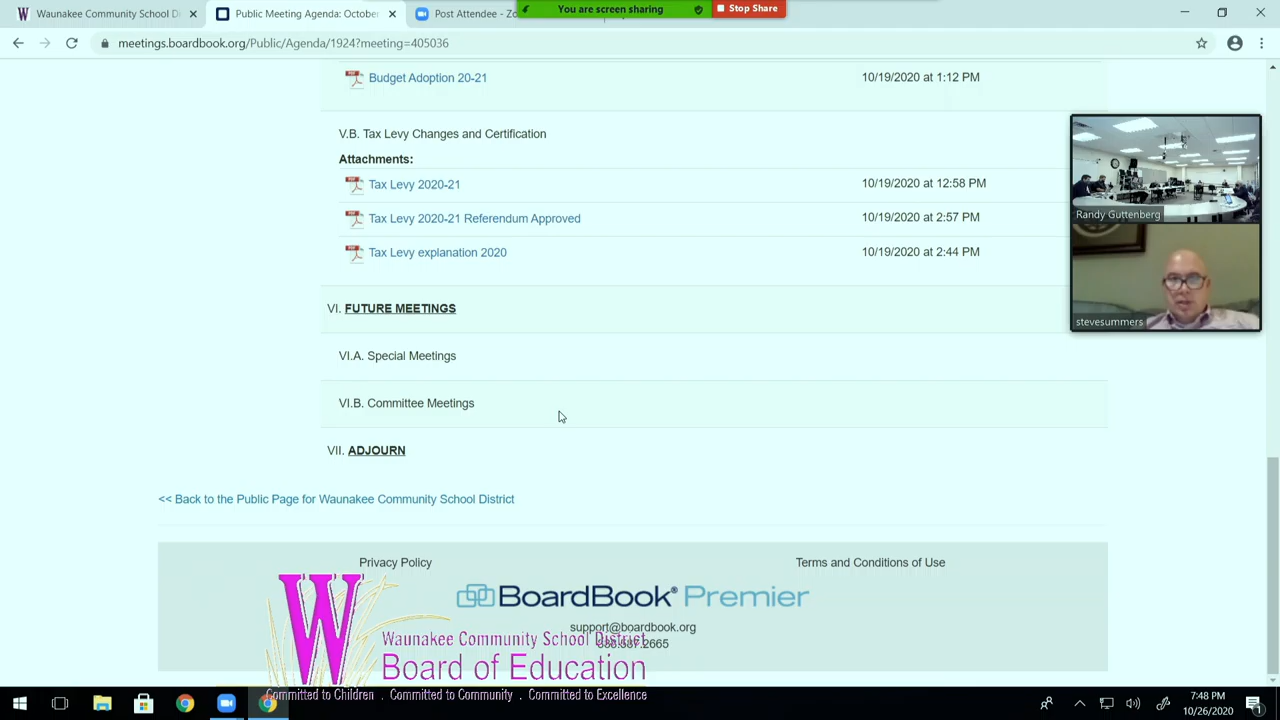 Waunakee Community School Di
Public Meeting Agenda: October
Post Attendee - Zo
You are screen sharing
Stop Share
meetings.boardbook.org/Public/Agenda/1924?meeting=405036
Budget Adoption 20-21 10/19/2020 at 1:12 PM
V.B. Tax Levy Changes and Certification
Attachments:
Tax Levy 2020-21 10/19/2020 at 12:58 PM
Tax Levy 2020-21 Referendum Approved 10/19/2020 at 2:57 PM
Tax Levy explanation 2020 10/19/2020 at 2:44 PM
Randy Guttenberg
stevesummers
VI. FUTURE MEETINGS
VI.A. Special Meetings
VI.B. Committee Meetings
VII. ADJOURN
<< Back to the Public Page for Waunakee Community School District
Privacy Policy Terms and Conditions of Use
BoardBook® Premier
support@boardbook.org
W
Waunakee Community School District
Board of Education
Committed to Children . Committed to Community . Committed to Excellence
7:48 PM
10/26/2020
1